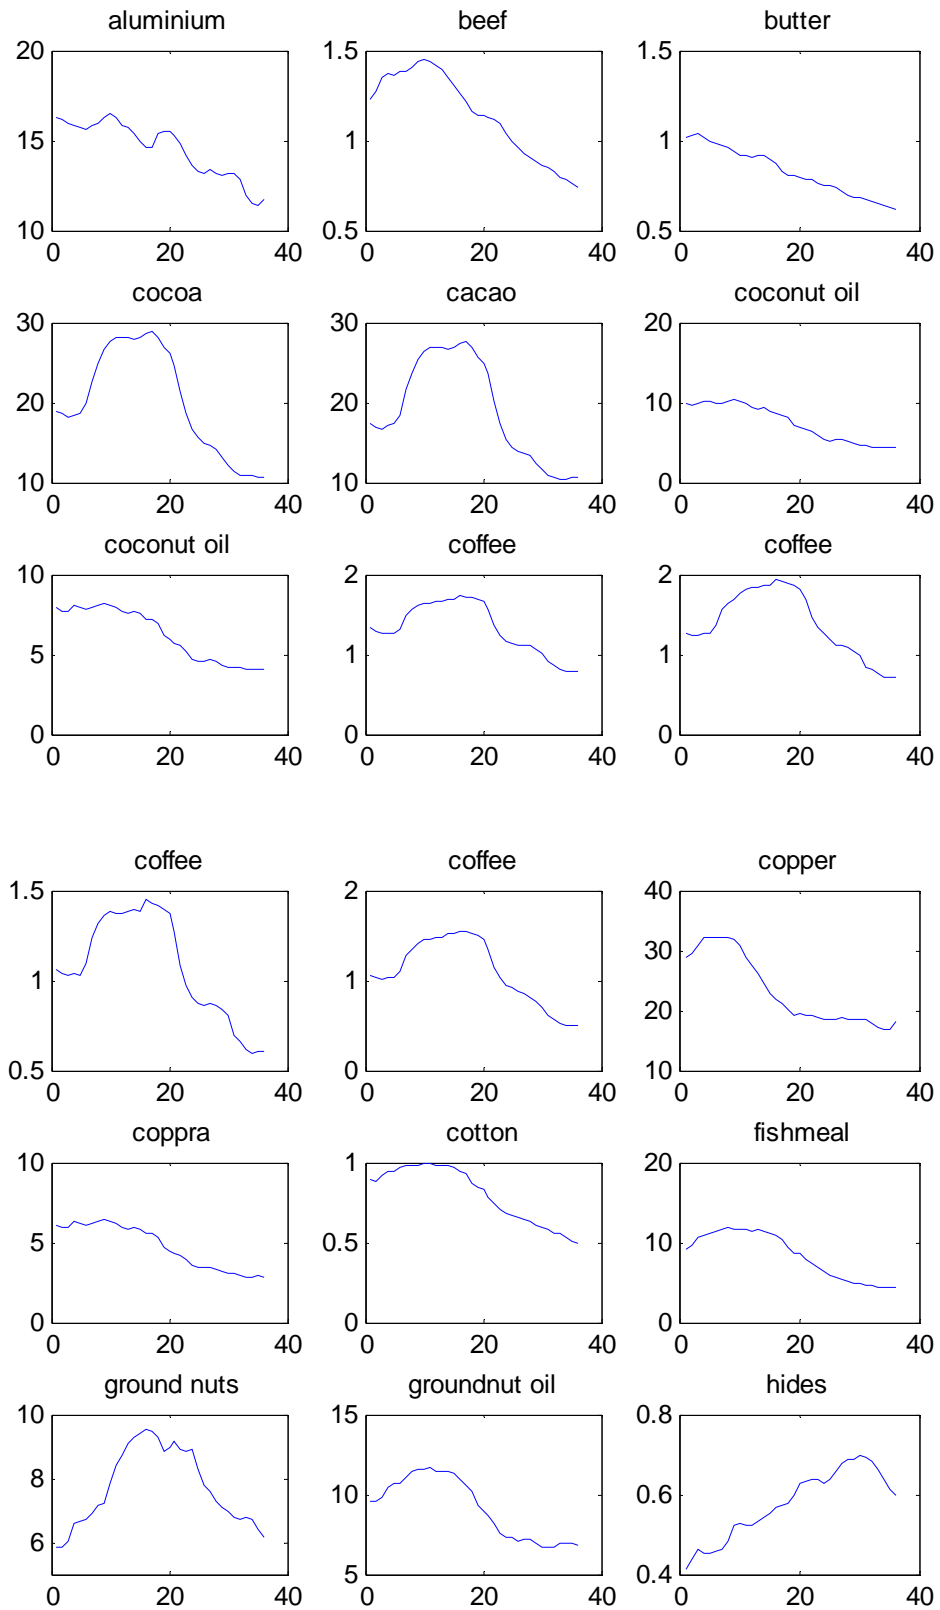 aluminium beef butter
20 1.5 1.5
15 1 1
10 0.5 0.5
0 20 40 0 20 40 0 20 40
cocoa cacao coconut oil
30 30 20
20 20 10
10 10 0
0 20 40 0 20 40 0 20 40
coconut oil coffee coffee
10 2 2
5 1 1
0 0 0
0 20 40 0 20 40 0 20 40
coffee coffee copper
1.5 2 40
30
1 1
20
0.5 0 10
0 20 40 0 20 40 0 20 40
coppra cotton fishmeal
10 1 20
5 0.5 10
0 0 0
0 20 40 0 20 40 0 20 40
ground nuts groundnut oil hides
10 15 0.8
8 10 0.6
6
5 0.4
0 20 40 0 20 40 0 20 40